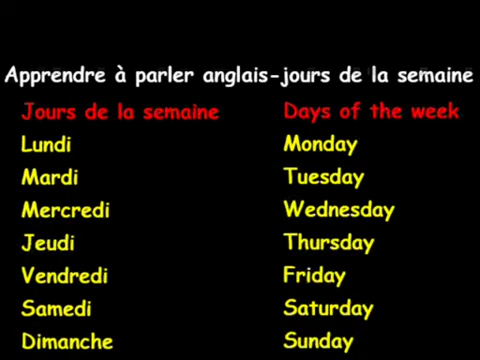 Apprendre à parler anglais-jours de la semaine
Jours de la semaine Days of the week
Lundi Monday
Mardi Tuesday
Mercredi Wednesday
Jeudi Thursday
Vendredi Friday
Samedi Saturday
Dimanche Sunday